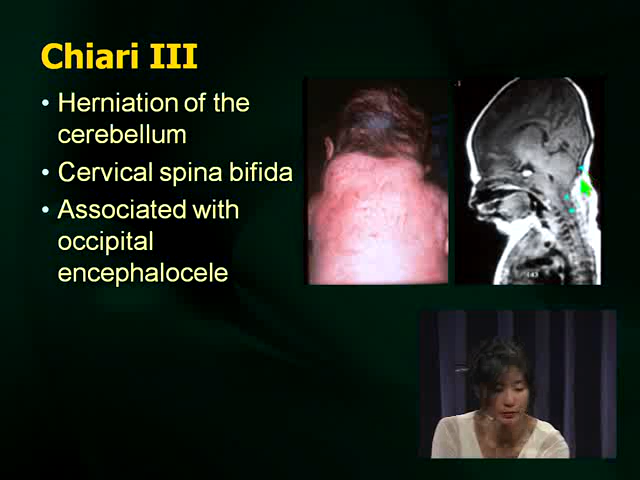 Chiari III
• Herniation of the
cerebellum
• Cervical spina bifida
• Associated with
occipital
encephalocele